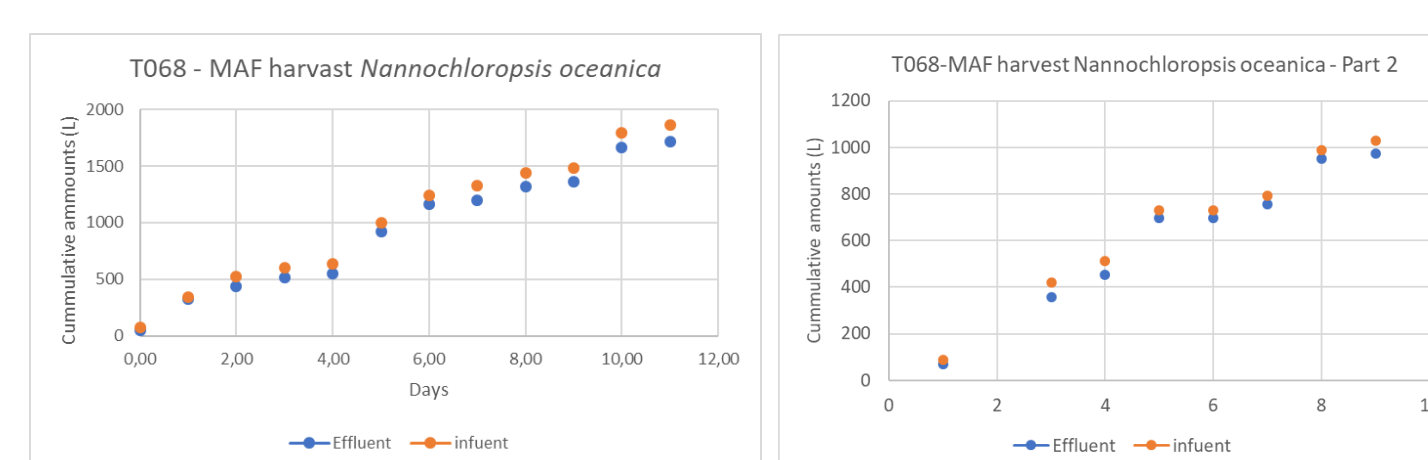 T068 - MAF harvast Nannochloropsis oceanica
Cummulative ammounts (L)
2000
1500
1000
500
0
0,00 2,00 4,00 6,00 8,00 10,00 12,00
Days
Effluent infuent
T068-MAF harvest Nannochloropsis oceanica - Part 2
Cummulative amounts (L)
1200
1000
800
600
400
200
0
0 2 4 6 8
Effluent infuent